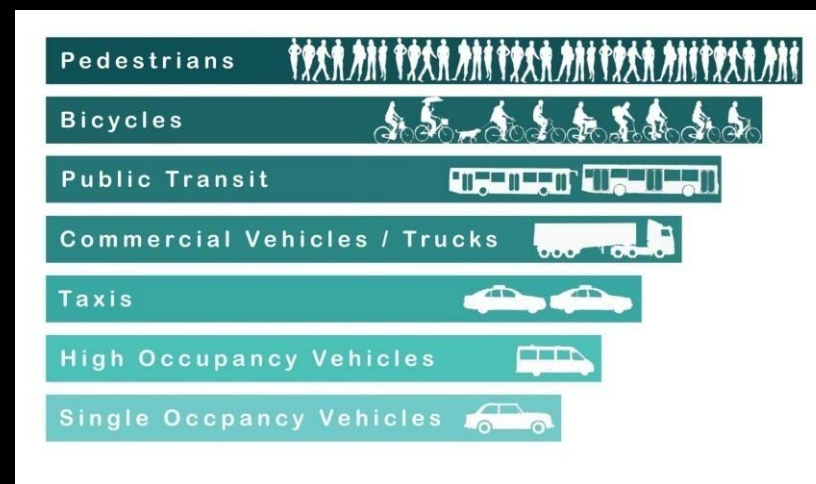 Pedestrians
Bicycles
Public Transit
Commercial Vehicles / Trucks
Taxis
High Occupancy Vehicles
Single Occpancy Vehicles